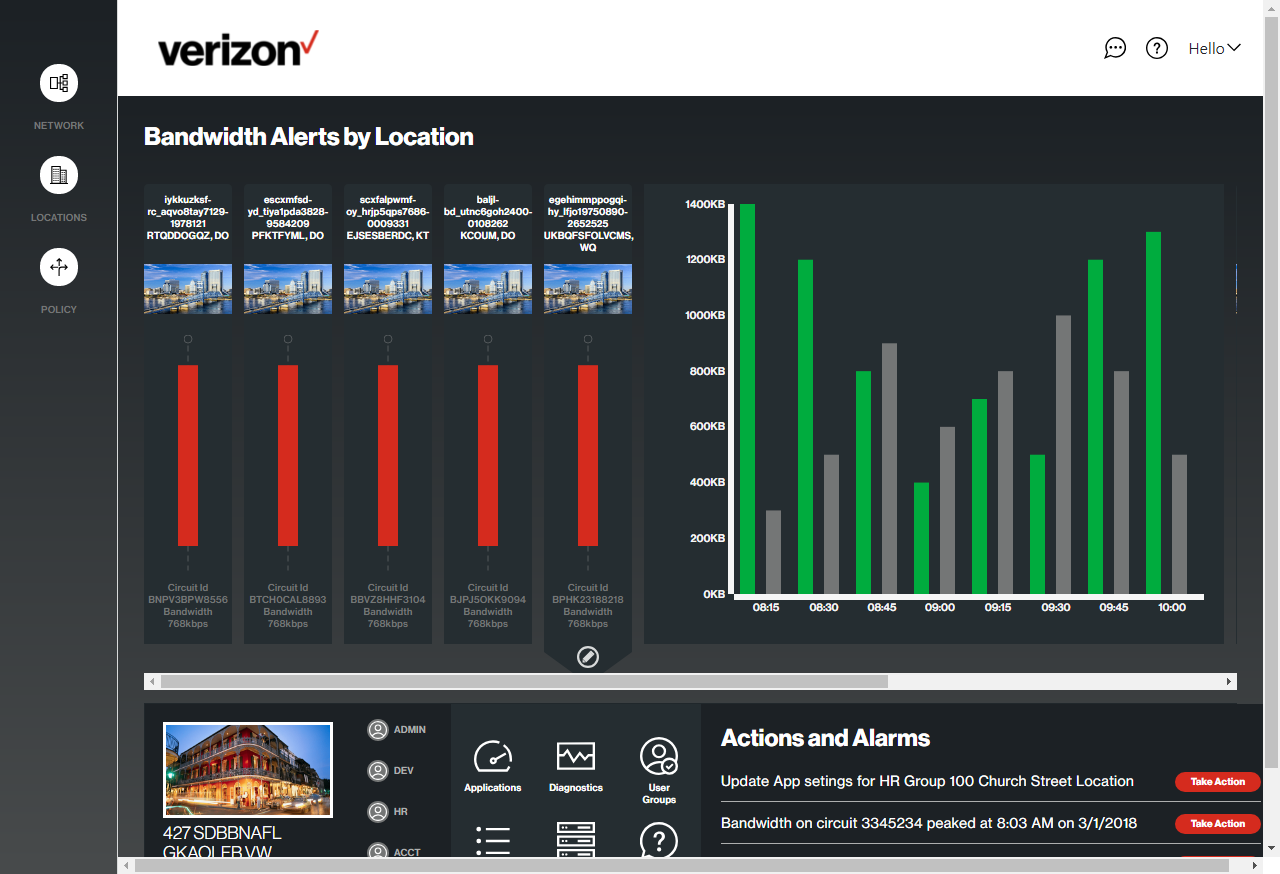 verizon
Hello
NETWORK
LOCATIONS
POLICY
Bandwidth Alerts by Location
iykkuzksf-
rc_aqvo8tay7129-
1978121
RTQDDOGQZ, DO
escxmfsd-
yd_tiya1pda3828-
9584209
PFKTFYML, DO
scxfalpwmf-
oy_hrjp5qps7686-
0009331
EJSESBERDC, KT
baljl-
bd_utnc6goh2400-
0108262
KCOUM, DO
egehimmppogqi-
hy_lfjo19750890-
2652525
UKBQFSFOLVCMS,
WQ
Circuit Id
BNPV3BPW8556
Bandwidth
768kbps
Circuit Id
BTCH0CAL8893
Bandwidth
768kbps
Circuit Id
BBVZ8HHF3104
Bandwidth
768kbps
Circuit Id
BJPJ5OKK9094
Bandwidth
768kbps
Circuit Id
BPHK23188218
Bandwidth
768kbps
1400KB
1200KB
1000KB
800KB
600KB
400KB
200KB
0KB
08:15 08:30 08:45 09:00 09:15 09:30 09:45 10:00
427 SDBBNAFL
GKAOLEB,VW
ADMIN
DEV
HR
ACCT
Applications
Diagnostics
User
Groups
Actions and Alarms
Update App setings for HR Group 100 Church Street Location
Take Action
Bandwidth on circuit 3345234 peaked at 8:03 AM on 3/1/2018
Take Action